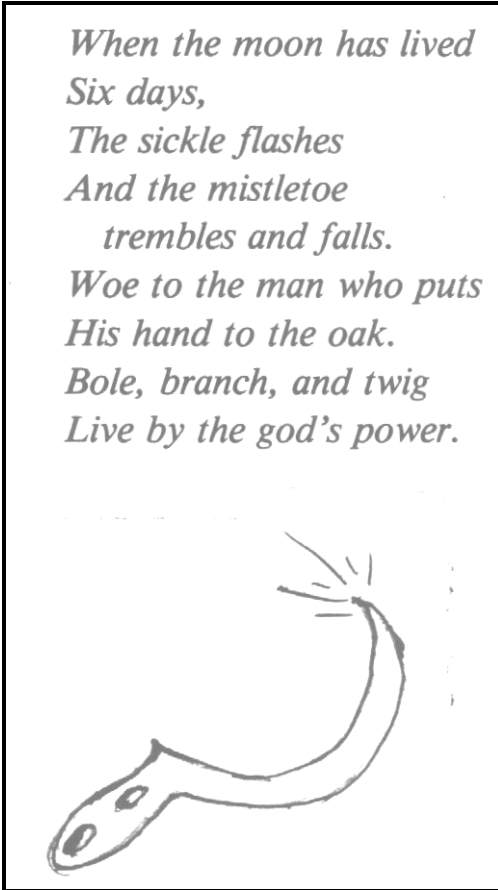 When the moon has lived
Six days,
The sickle flashes
And the mistletoe
trembles and falls.
Woe to the man who puts
His hand to the oak.
Bole, branch, and twig
Live by the god's power.